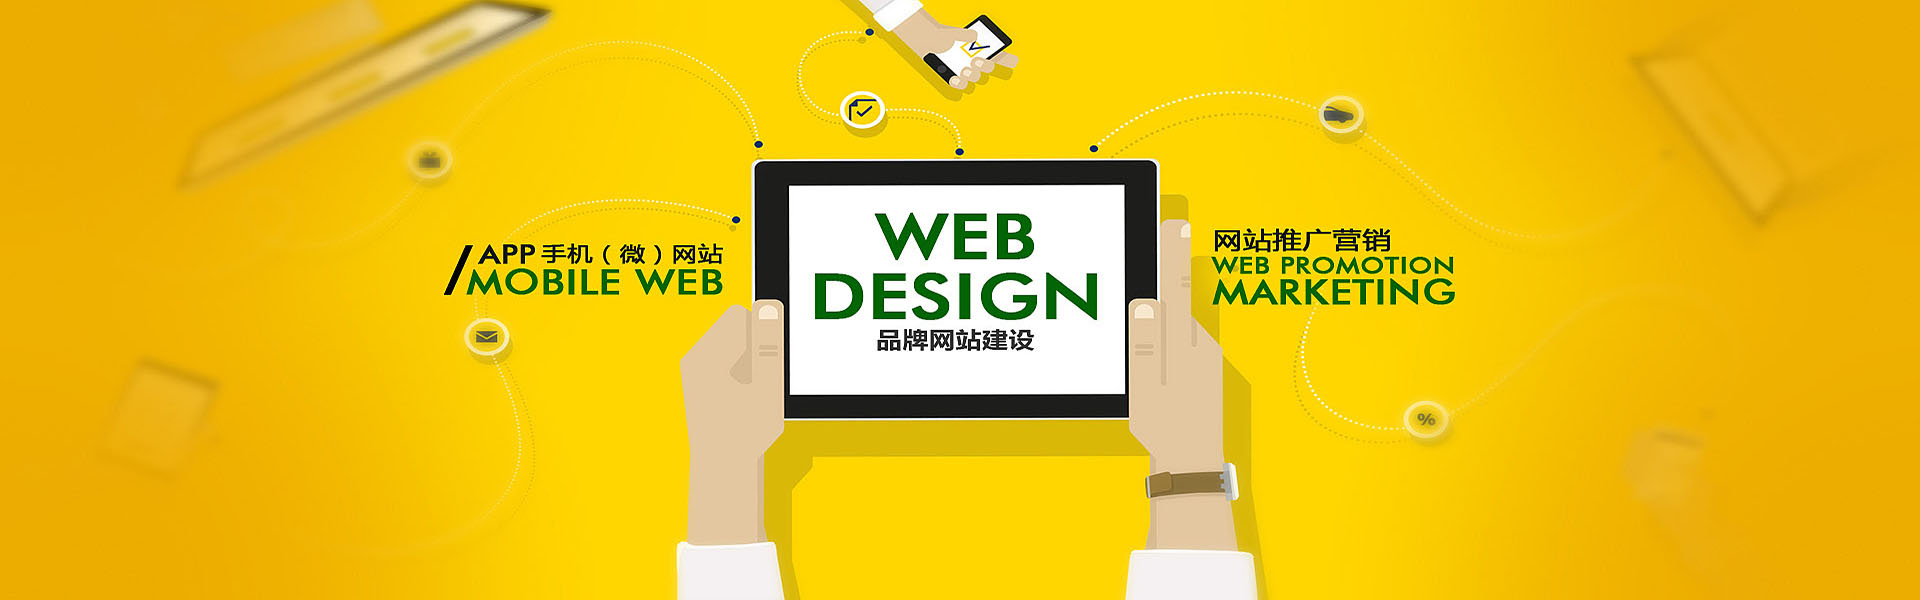 /APP 手机（微）网站
MOBILE WEB
WEB
DESIGN
品牌网站建设
网站推广营销
WEB PROMOTION
MARKETING
%